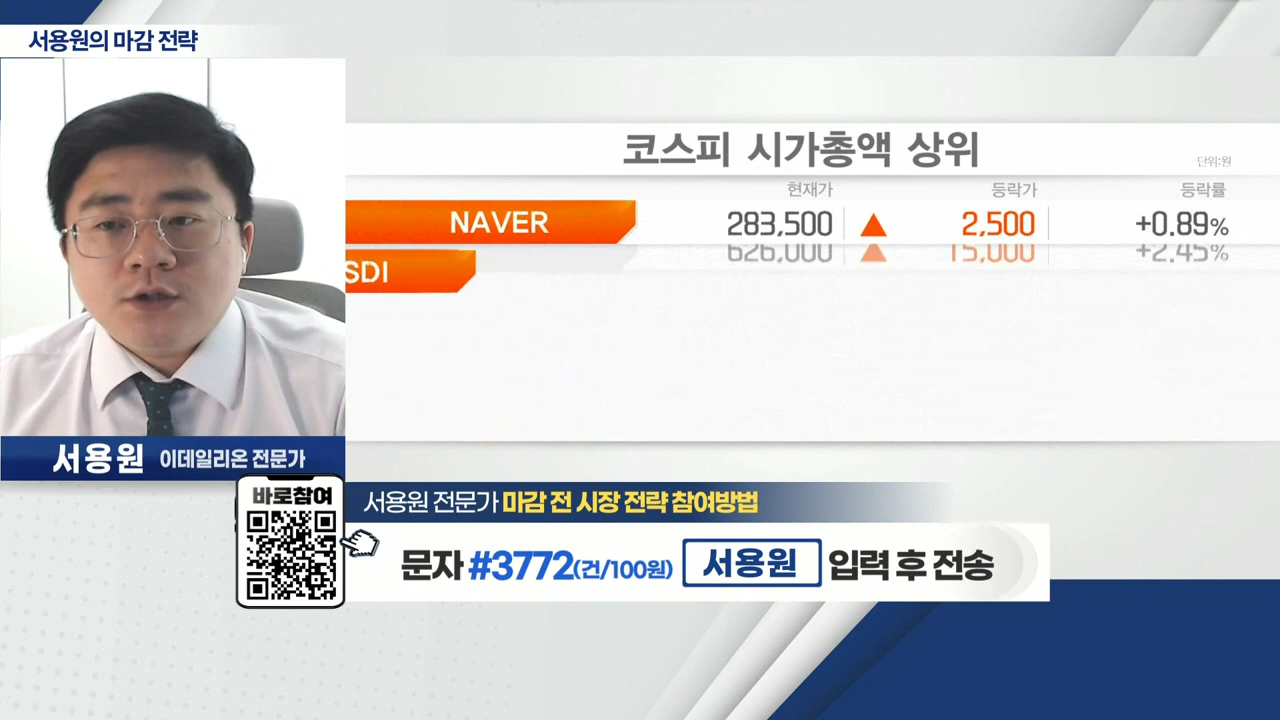 서용원의 마감 전략
코스피 시가총액 상위
단위:원
현재가 등락가 등락률
NAVER 283,500 ▲ 2,500 +0.89%
SDI 626,000 ▲ 15,000 +2.45%
서용원 이데일리온 전문가
바로참여
서용원 전문가 마감 전 시장 전략 참여방법
문자 #3772(건/100원) 서용원 입력 후 전송